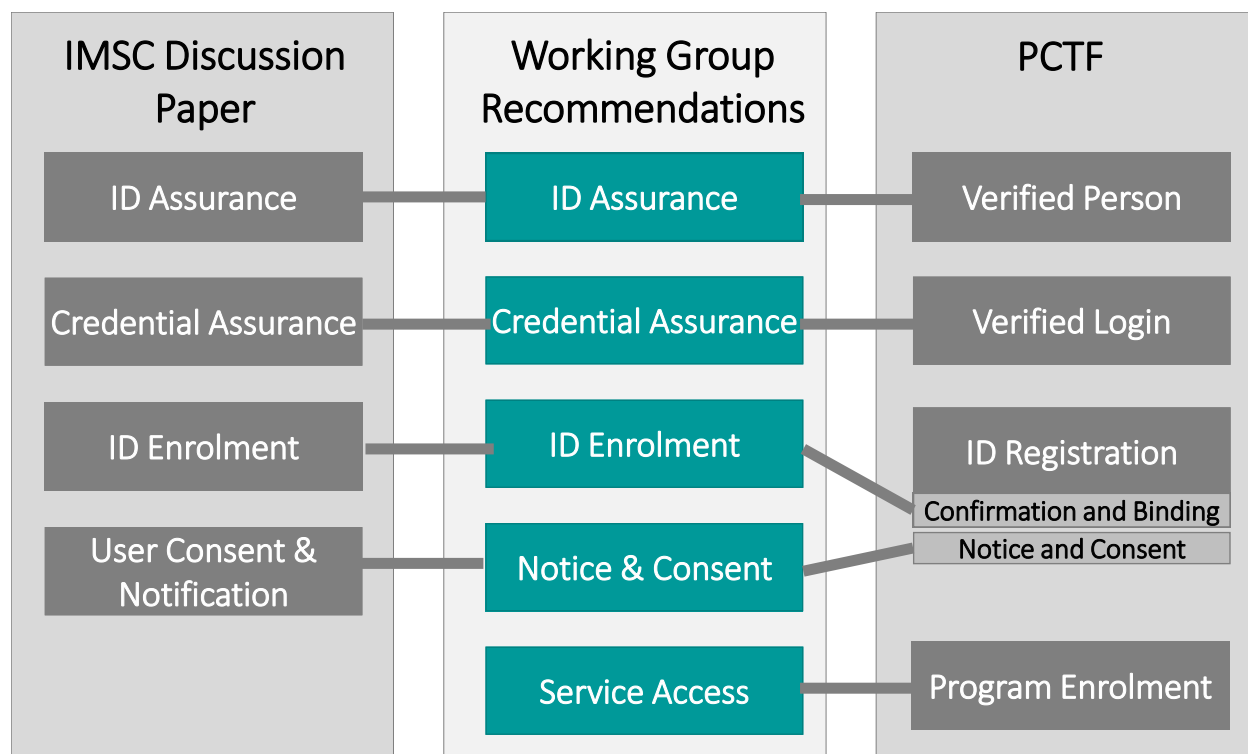 IMSC Discussion
Paper
ID Assurance
Credential Assurance
ID Enrolment
User Consent &
Notification
Working Group
Recommendations
ID Assurance
Credential Assurance
ID Enrolment
Notice & Consent
Service Access
PCTF
Verified Person
Verified Login
ID Registration
Confirmation and Binding
Notice and Consent
Program Enrolment